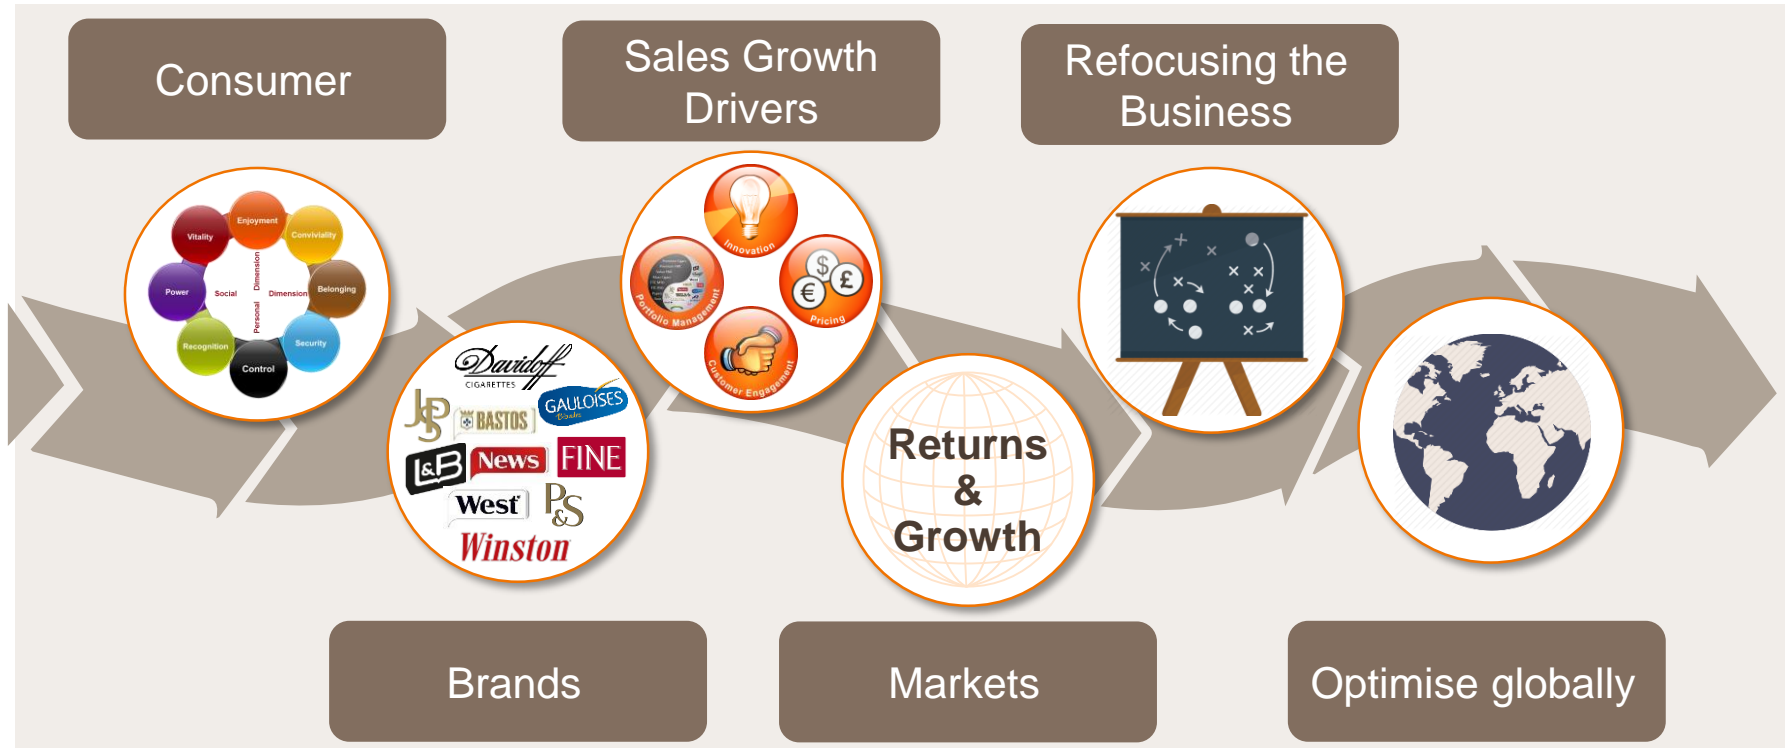 Consumer
Sales Growth
Drivers
Refocusing the
Business
Enjoyment
Vitality
Conviviality
Power
Social
Dimension
Personal Dimension
Belonging
Recognition
Security
Control
Innovation
Portfolio Management
$
£
€
Pricing
Customer Engagement
Davidoff
CIGARETTES
JPS
BASTOS
GAULOISES
Blondes
L&B
News
FINE
West
P&S
Winston
Returns
&
Growth
Brands
Markets
Optimise globally